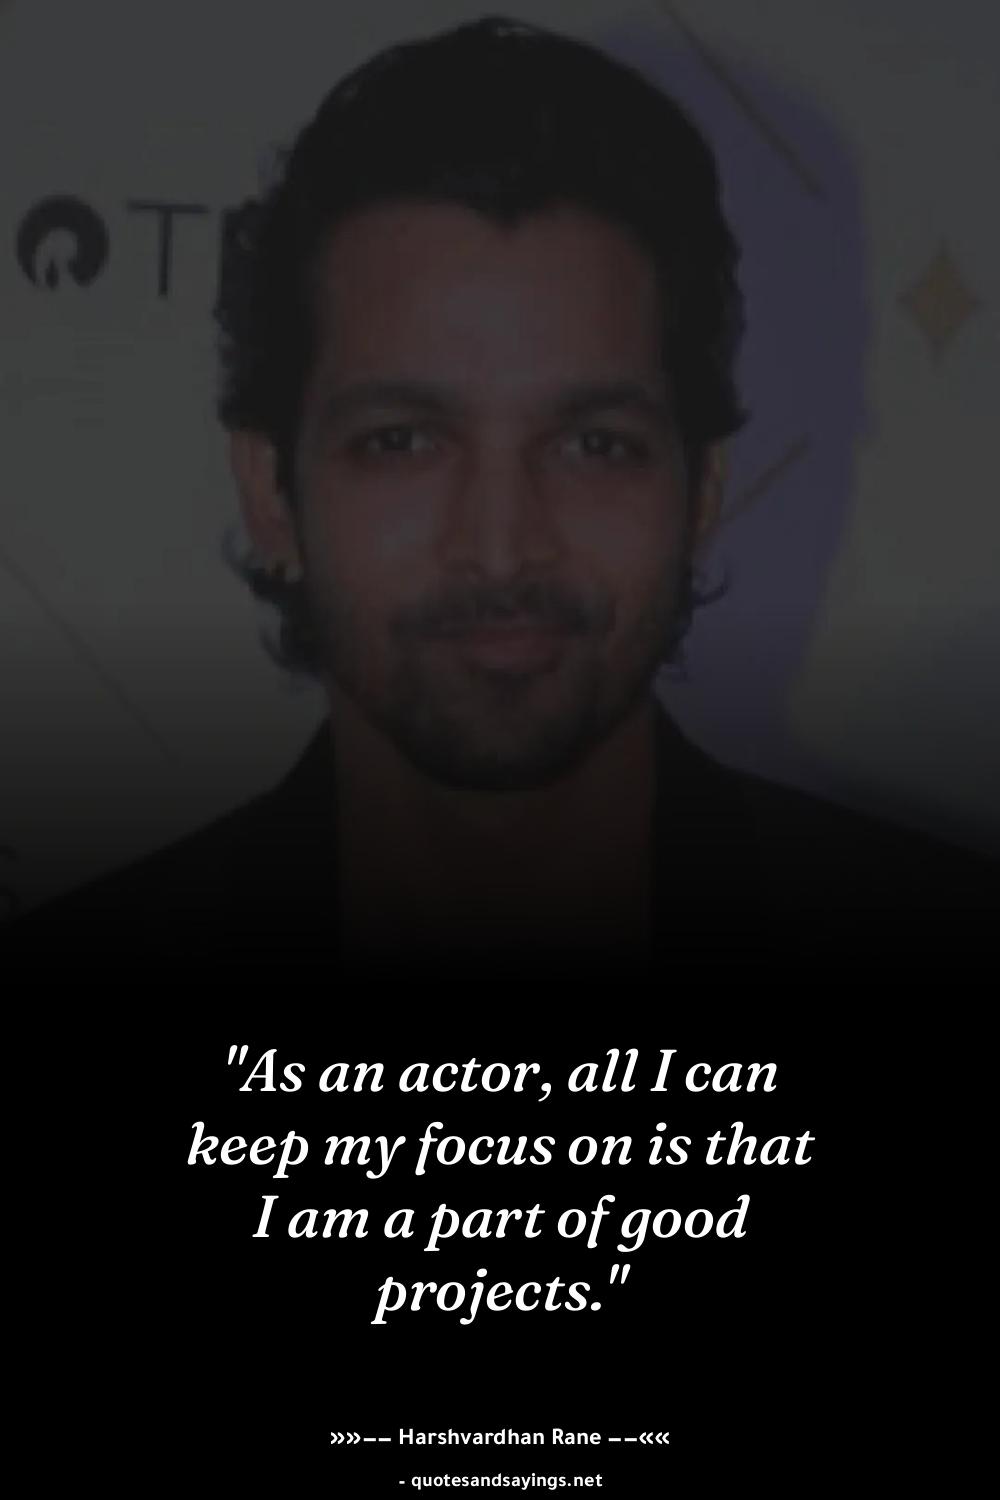 T
"As an actor, all I can
keep my focus on is that
I am a part of good
projects."
»»–– Harshvardhan Rane ––««
- quotesandsayings.net